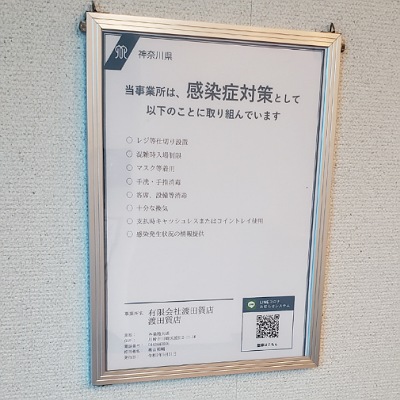 神奈川県
当事業所は、感染症対策として
以下のことに取り組んでいます
○ レジ等仕切り設置
○ 混雑時入場制限
○ マスク等着用
○ 手洗・手指消毒
○ 客席、設備等消毒
○ 十分な換気
○ 支払時キャッシュレスまたはコイントレイ使用
○ 感染発生状況の情報提供
有限会社渡田質店
渡田質店